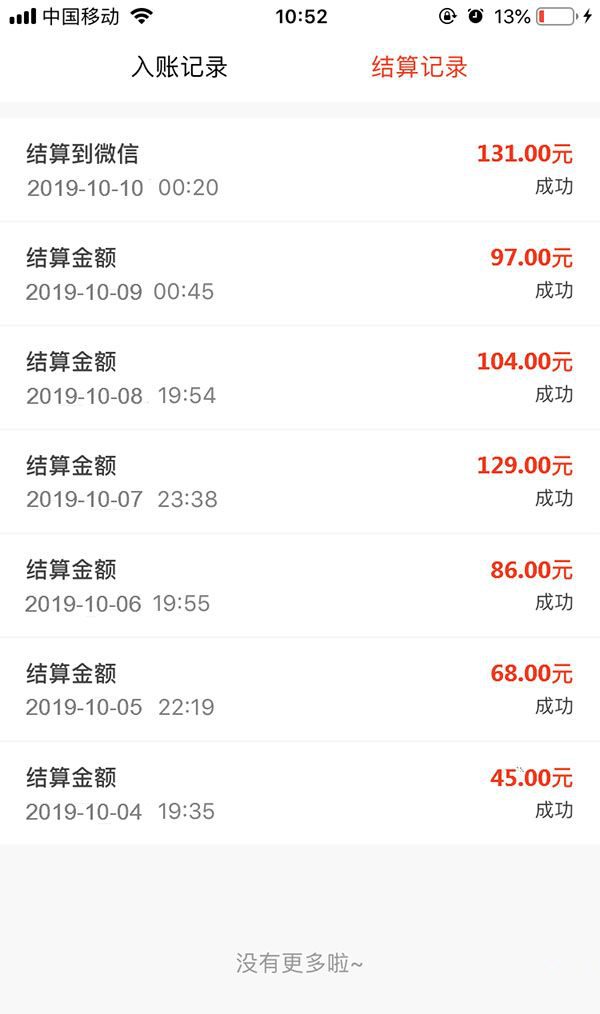 中国移动 10:52 13%
入账记录 结算记录
结算到微信 131.00元
2019-10-10 00:20 成功
结算金额 97.00元
2019-10-09 00:45 成功
结算金额 104.00元
2019-10-08 19:54 成功
结算金额 129.00元
2019-10-07 23:38 成功
结算金额 86.00元
2019-10-06 19:55 成功
结算金额 68.00元
2019-10-05 22:19 成功
结算金额 45.00元
2019-10-04 19:35 成功
没有更多啦~